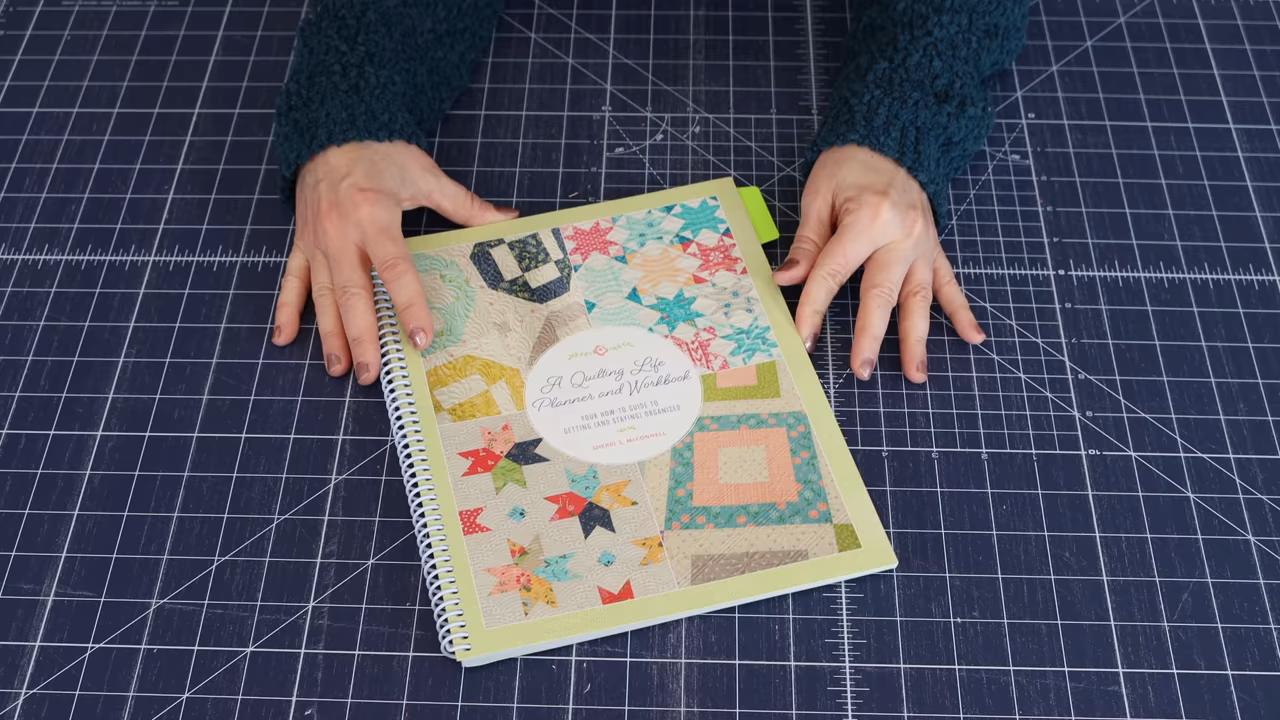 A Quilting Life
Planner and Workbook
YOUR HOW-TO GUIDE TO
GETTING (AND STAYING) ORGANIZED
SHERRI L. McCONNELL